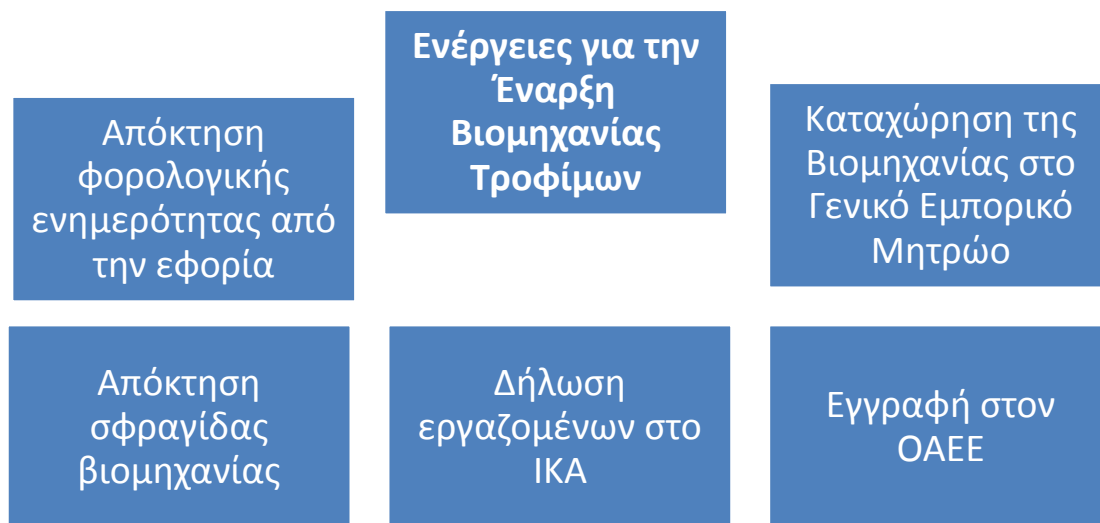 Ενέργειες για την
Έναρξη
Βιομηχανίας
Τροφίμων
Απόκτηση
φορολογικής
ενημερότητας από
την εφορία
Καταχώρηση της
Βιομηχανίας στο
Γενικό Εμπορικό
Μητρώο
Απόκτηση
σφραγίδας
βιομηχανίας
Δήλωση
εργαζομένων στο
ΙΚΑ
Εγγραφή στον
ΟΑΕΕ